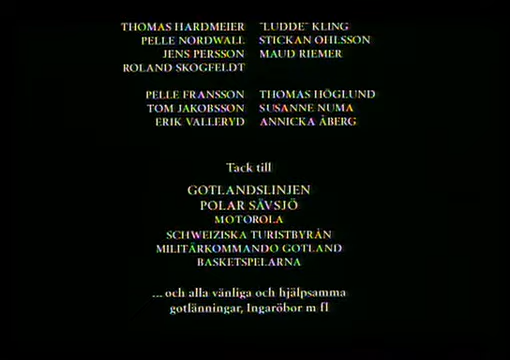 THOMAS HARDMEIER "LUDDE" KLING
PELLE NORDWALL STICKAN OHLSSON
JENS PERSSON MAUD RIEMER
ROLAND SKOGFELDT
PELLE FRANSSON THOMAS HÖGLUND
TOM JAKOBSSON SUSANNE NUMA
ERIK VALLERYD ANNICKA ÅBERG
Tack till
GOTLANDSLINJEN
POLAR SÄVSJÖ
MOTOROLA
SCHWEIZISKA TURISTBYRÅN
MILITÄRKOMMANDO GOTLAND
BASKETSPELARNA
...och alla vänliga och hjälpsamma
gotlänningar, Ingaröbor m fl